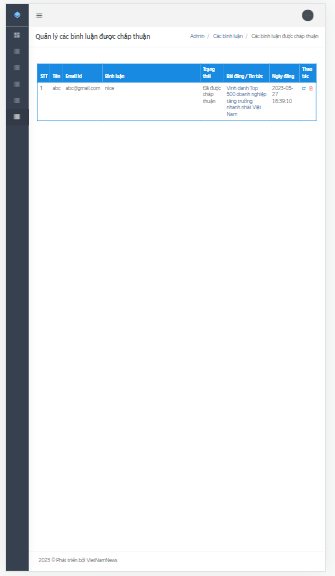 Quản lý các bình luận được chấp thuận
Admin / Các bình luận / Các bình luận được chấp thuận
STT Tên Email Id Bình luận Trạng thái Bài đăng / Tin tức Ngày đăng Thao tác
1 abc abc@gmail.com nice Đã được chấp thuận Vinh danh Top 500 doanh nghiệp tăng trưởng nhanh nhất Việt Nam 2023-05-27 16:39:10
2023 © Phát triển bởi VietNamNews